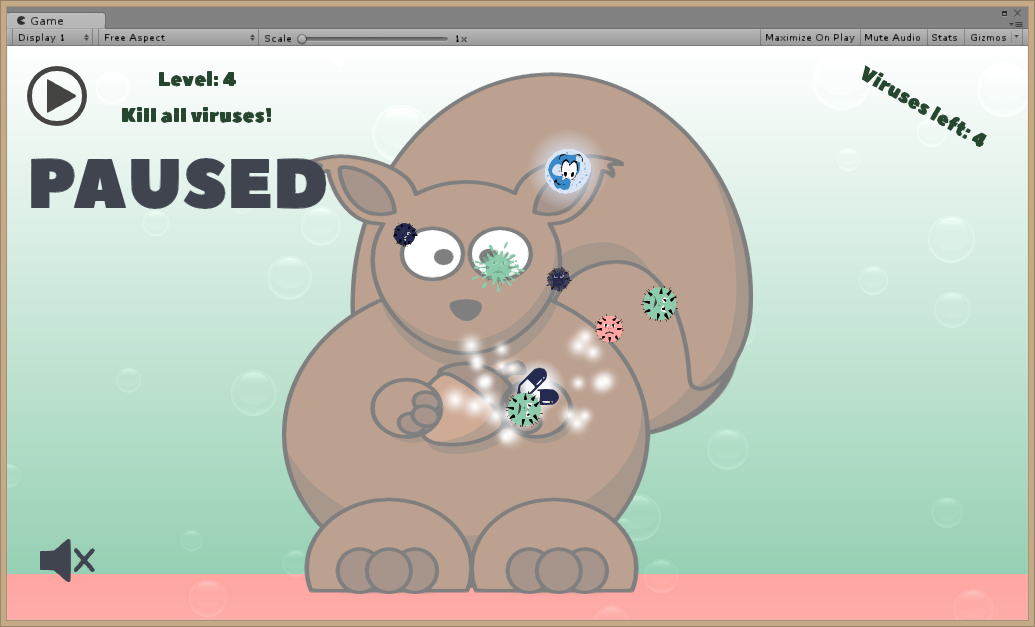 Game
Display 1
Free Aspect
Scale
1x
Maximize On Play
Mute Audio
Stats
Gizmos
Level: 4
Kill all viruses!
Viruses left: 4
PAUSED